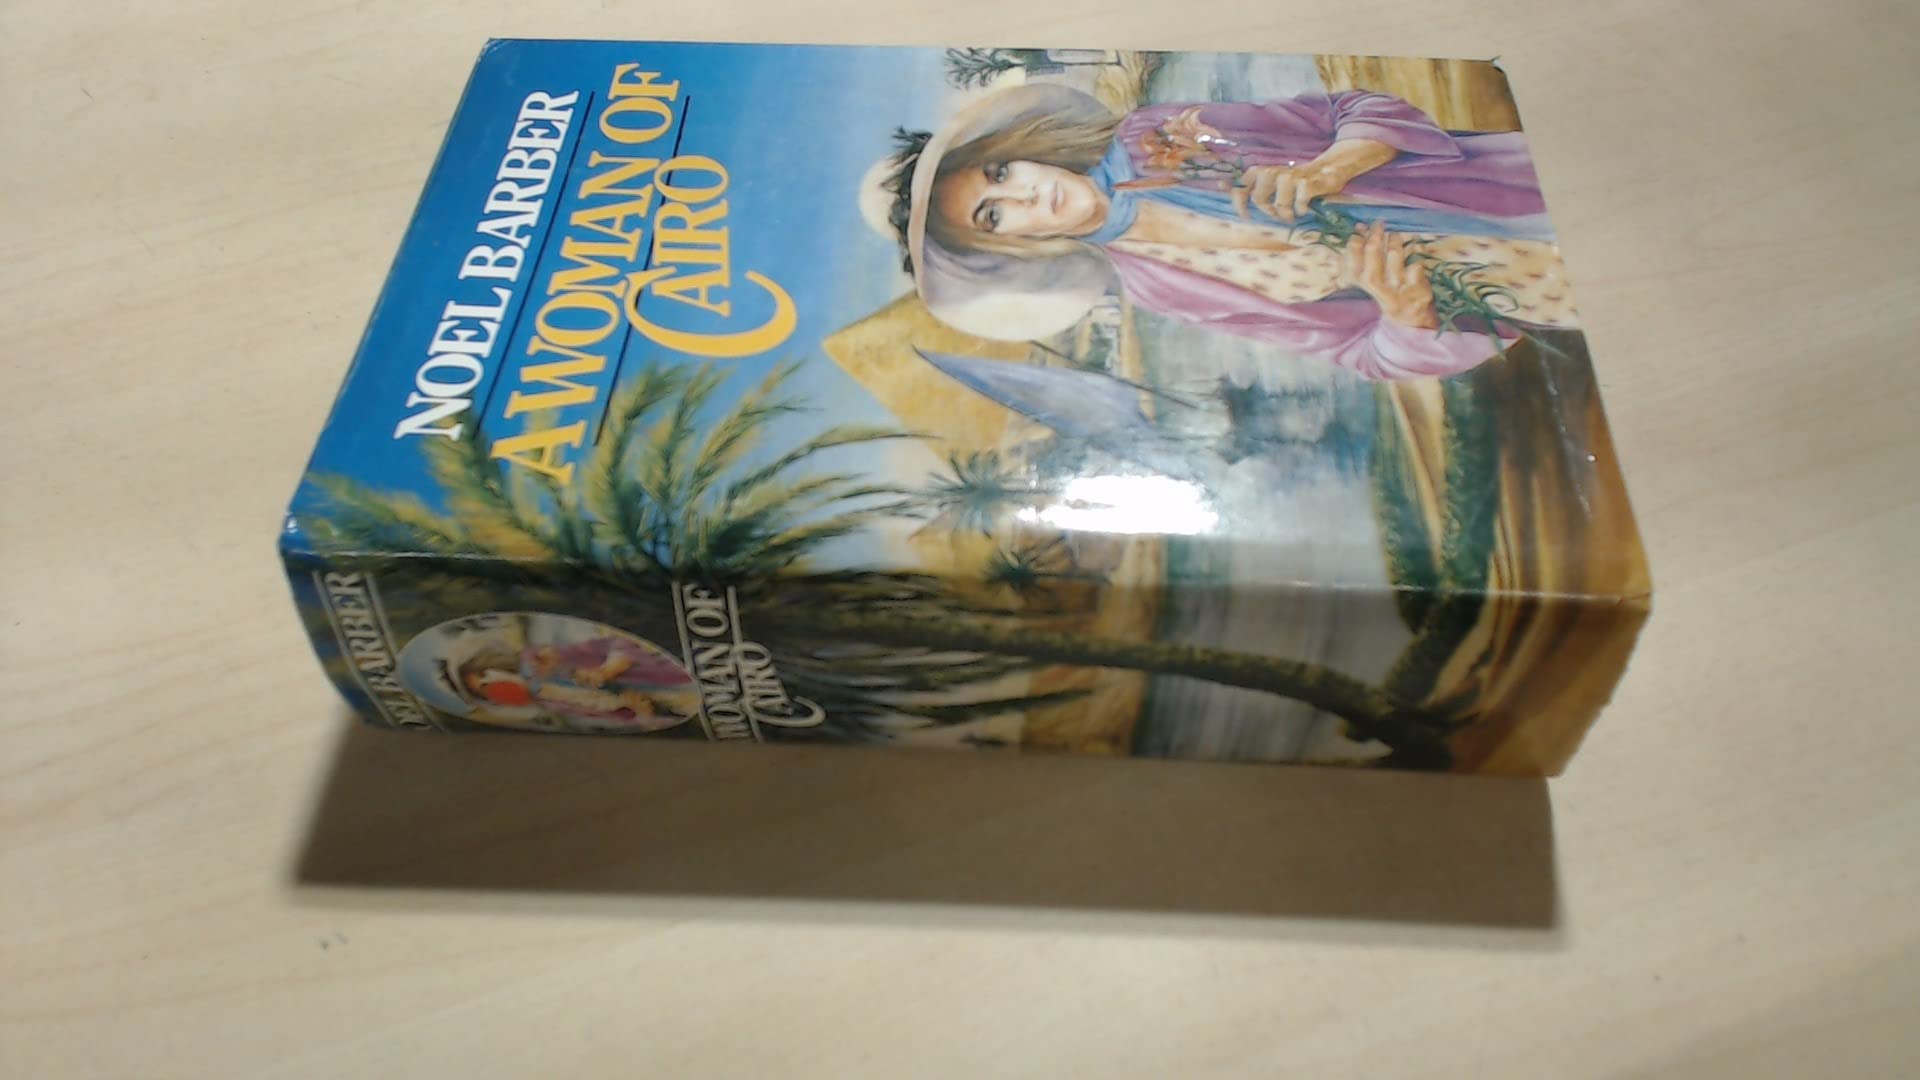 NOEL BARBER
A WOMAN OF
CAIRO
BARBER
WOMAN OF
CAIRO